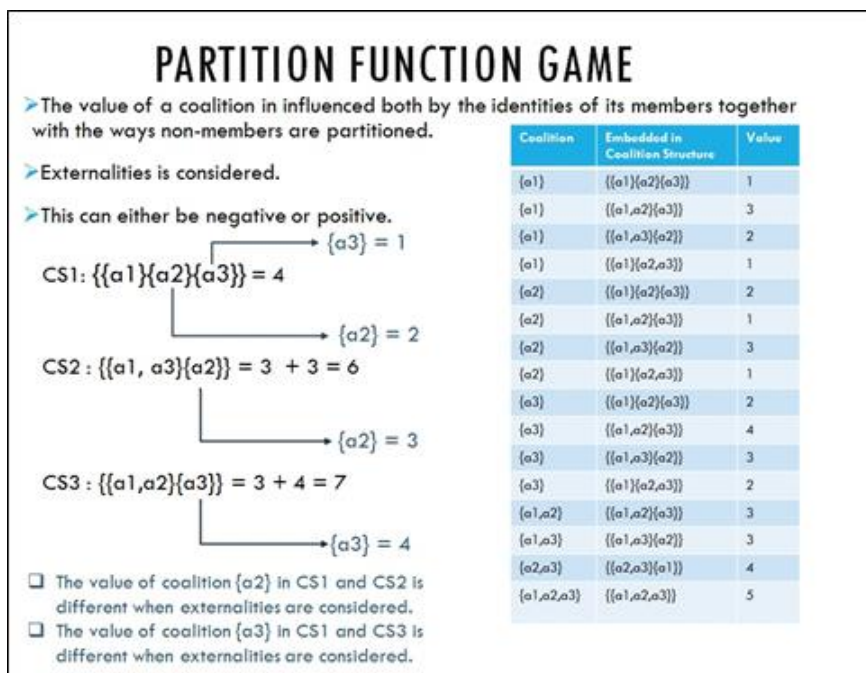 PARTITION FUNCTION GAME
➢The value of a coalition in influenced both by the identities of its members together
with the ways non-members are partitioned.
➢Externalities is considered.
➢This can either be negative or positive.
{a3} = 1
CS1: {{a1}{a2}{a3}} = 4
{a2} = 2
CS2 : {{a1, a3}{a2}} = 3 + 3 = 6
{a2} = 3
CS3 : {{a1,a2}{a3}} = 3 + 4 = 7
{a3} = 4
❑ The value of coalition {a2} in CS1 and CS2 is
different when externalities are considered.
❑ The value of coalition {a3} in CS1 and CS3 is
different when externalities are considered.
Coalition Embedded in Value
Coalition Structure
{a1} {{a1}{a2}{a3}} 1
{a1} {{a1,a2}{a3}} 3
{a1} {{a1,a3}{a2}} 2
{a1} {{a1}{a2,a3}} 1
{a2} {{a1}{a2}{a3}} 2
{a2} {{a1,a2}{a3}} 1
{a2} {{a1,a3}{a2}} 3
{a2} {{a1}{a2,a3}} 1
{a3} {{a1}{a2}{a3}} 2
{a3} {{a1,a2}{a3}} 4
{a3} {{a1,a3}{a2}} 3
{a3} {{a1}{a2,a3}} 2
{a1,a2} {{a1,a2}{a3}} 3
{a1,a3} {{a1,a3}{a2}} 3
{a2,a3} {{a2,a3}{a1}} 4
{a1,a2,a3} {{a1,a2,a3}} 5